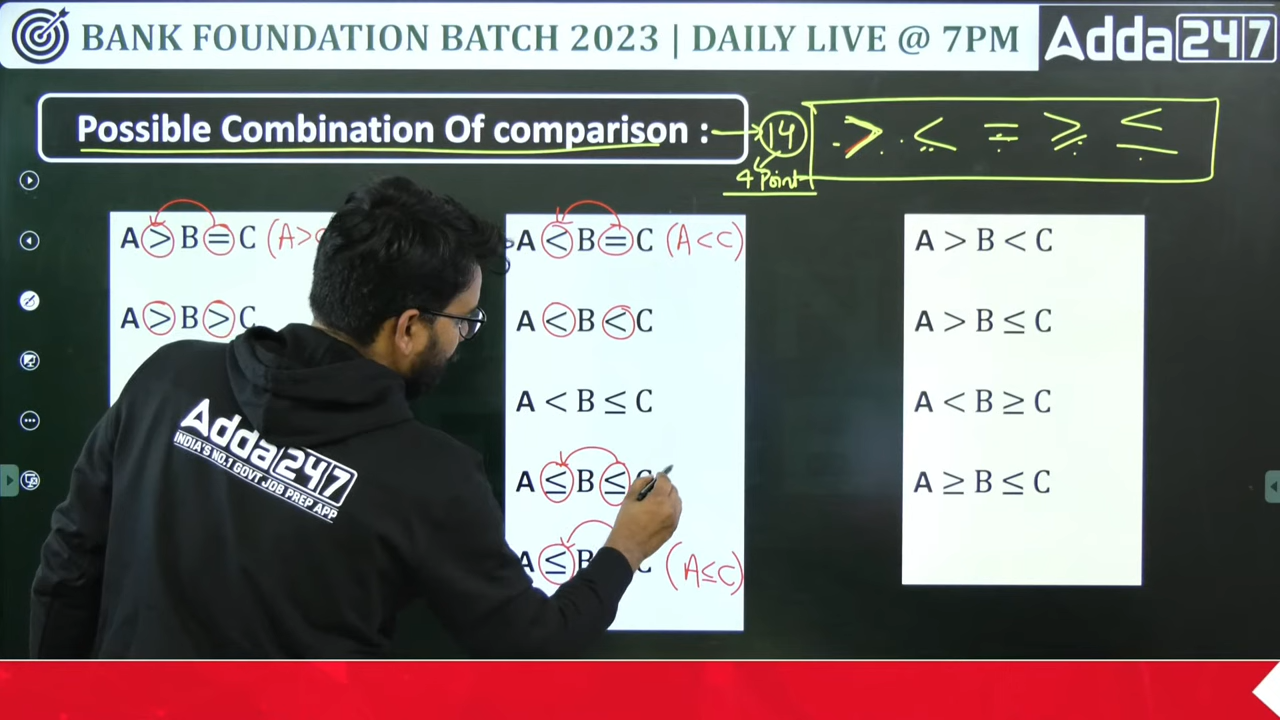 BANK FOUNDATION BATCH 2023 | DAILY LIVE @ 7PM
Adda247
Possible Combination Of comparison :
14
4 Point
> < = ≥ ≤
A > B = C (A>
A > B > C
A < B = C (A<C)
A < B < C
A < B ≤ C
A ≤ B ≤
A ≤ B (A≤C)
A > B < C
A > B ≤ C
A < B ≥ C
A ≥ B ≤ C
Adda247
INDIA'S NO.1 GOVT JOB PREP APP